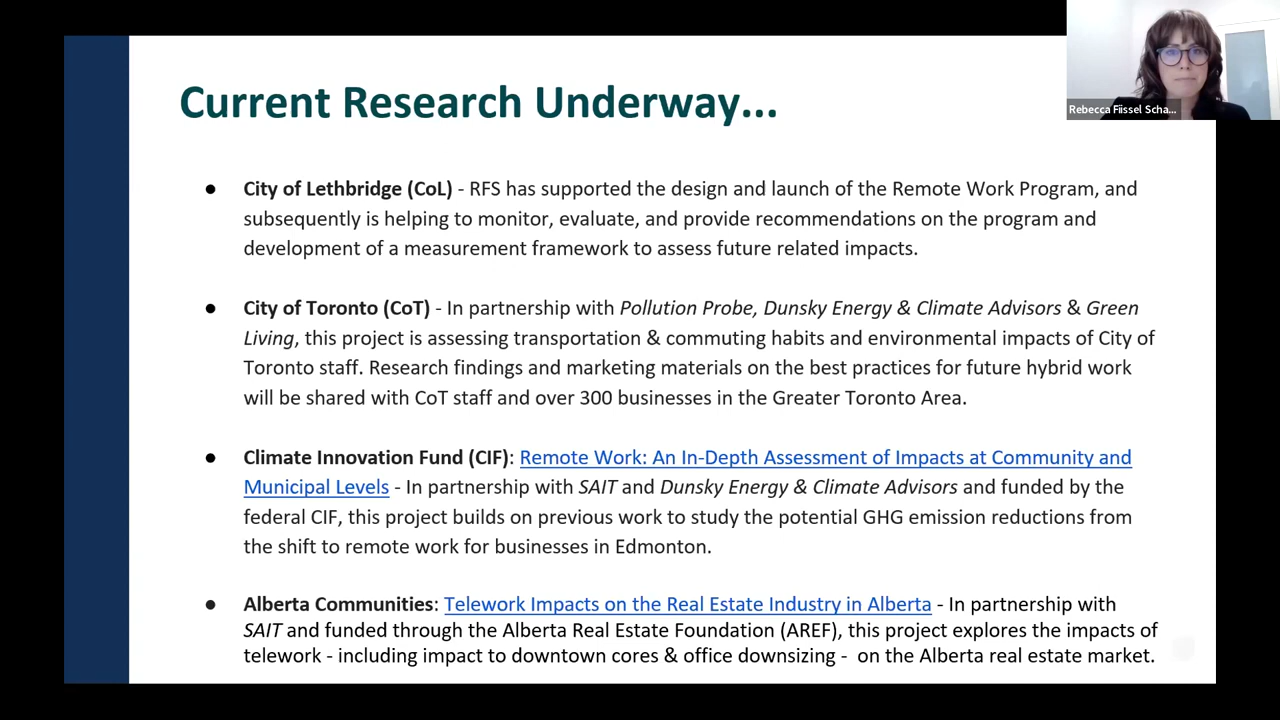 Current Research Underway...
Rebecca Fiissel Scha...
● City of Lethbridge (CoL) - RFS has supported the design and launch of the Remote Work Program, and
subsequently is helping to monitor, evaluate, and provide recommendations on the program and
development of a measurement framework to assess future related impacts.
● City of Toronto (CoT) - In partnership with Pollution Probe, Dunsky Energy & Climate Advisors & Green
Living, this project is assessing transportation & commuting habits and environmental impacts of City of
Toronto staff. Research findings and marketing materials on the best practices for future hybrid work
will be shared with CoT staff and over 300 businesses in the Greater Toronto Area.
● Climate Innovation Fund (CIF): Remote Work: An In-Depth Assessment of Impacts at Community and
Municipal Levels - In partnership with SAIT and Dunsky Energy & Climate Advisors and funded by the
federal CIF, this project builds on previous work to study the potential GHG emission reductions from
the shift to remote work for businesses in Edmonton.
● Alberta Communities: Telework Impacts on the Real Estate Industry in Alberta - In partnership with
SAIT and funded through the Alberta Real Estate Foundation (AREF), this project explores the impacts of
telework - including impact to downtown cores & office downsizing - on the Alberta real estate market.